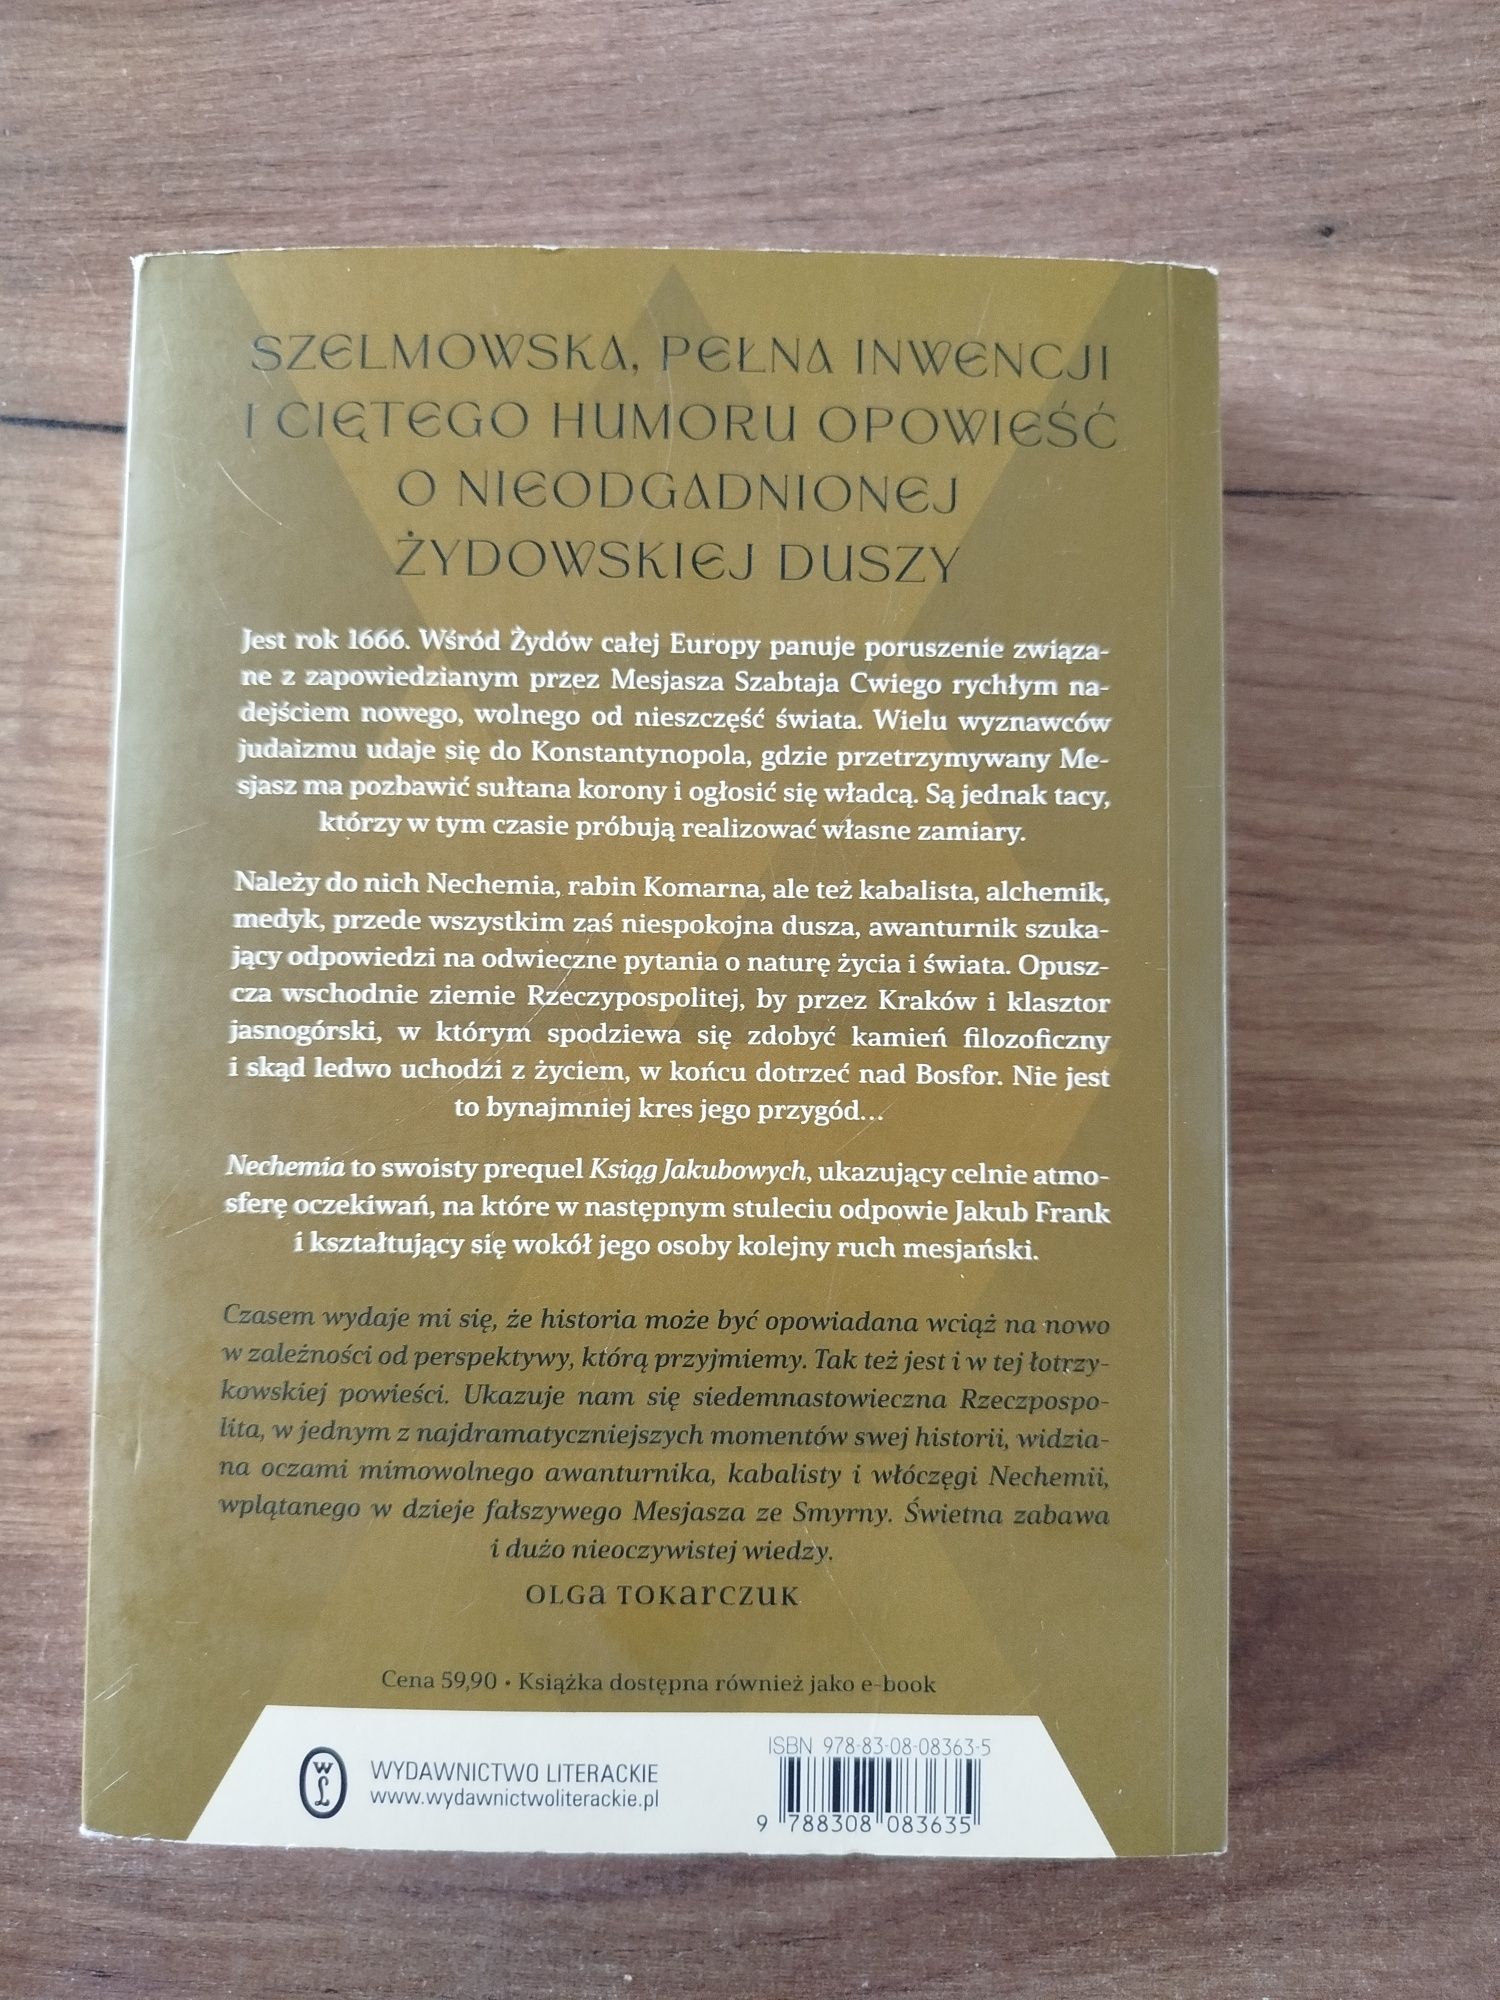 SZELMOWSKA, PEŁNA INWENCJI
I CIĘTEGO HUMORU OPOWIEŚĆ
O NIEODGADNIONEJ
ŻYDOWSKIEJ DUSZY
Jest rok 1666. Wśród Żydów całej Europy panuje poruszenie związa-
ne z zapowiedzianym przez Mesjasza Szabtaja Cwiego rychłym na-
dejściem nowego, wolnego od nieszczęść świata. Wielu wyznawców
judaizmu udaje się do Konstantynopola, gdzie przetrzymywany Me-
sjasz ma pozbawić sułtana korony i ogłosić się władcą. Są jednak tacy,
którzy w tym czasie próbują realizować własne zamiary.
Należy do nich Nechemia, rabin Komarna, ale też kabalista, alchemik,
medyk, przede wszystkim zaś niespokojna dusza, awanturnik szuka-
jący odpowiedzi na odwieczne pytania o naturę życia i świata. Opusz-
cza wschodnie ziemie Rzeczypospolitej, by przez Kraków i klasztor
jasnogórski, w którym spodziewa się zdobyć kamień filozoficzny
i skąd ledwo uchodzi z życiem, w końcu dotrzeć nad Bosfor. Nie jest
to bynajmniej kres jego przygód...
Nechemia to swoisty prequel Ksiąg Jakubowych, ukazujący celnie atmo-
sferę oczekiwań, na które w następnym stuleciu odpowie Jakub Frank
i kształtujący się wokół jego osoby kolejny ruch mesjański.
Czasem wydaje mi się, że historia może być opowiadana wciąż na nowo
w zależności od perspektywy, którą przyjmiemy. Tak też jest i w tej łotrzy-
kowskiej powieści. Ukazuje nam się siedemnastowieczna Rzeczpospo-
lita, w jednym z najdramatyczniejszych momentów swej historii, widzia-
na oczami mimowolnego awanturnika, kabalisty i włóczęgi Nechemii,
wplątanego w dzieje fałszywego Mesjasza ze Smyrny. Świetna zabawa
i dużo nieoczywistej wiedzy.
OLGA TOKARCZUK
Cena 59,90 • Książka dostępna również jako e-book
WYDAWNICTWO LITERACKIE
www.wydawnictwoliterackie.pl
ISBN 978-83-08-08363-5
9 788308 083635